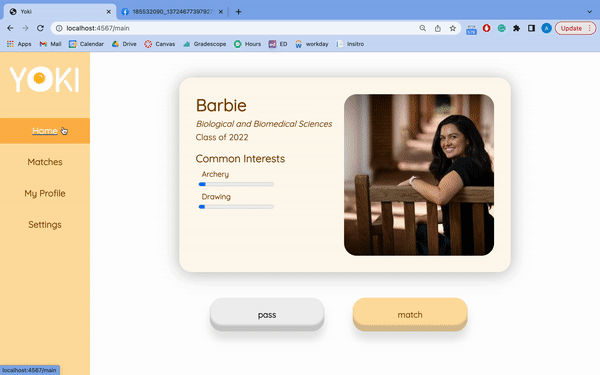 Yoki
185532090_1372467739792
localhost:4567/main
Update
Apps
Mail
Calendar
Drive
Canvas
Gradescope
Hours
ED
workday
Insitro
YOKI
Home
Matches
My Profile
Settings
Barbie
Biological and Biomedical Sciences
Class of 2022
Common Interests
Archery
Drawing
pass
match
localhost:4567/main